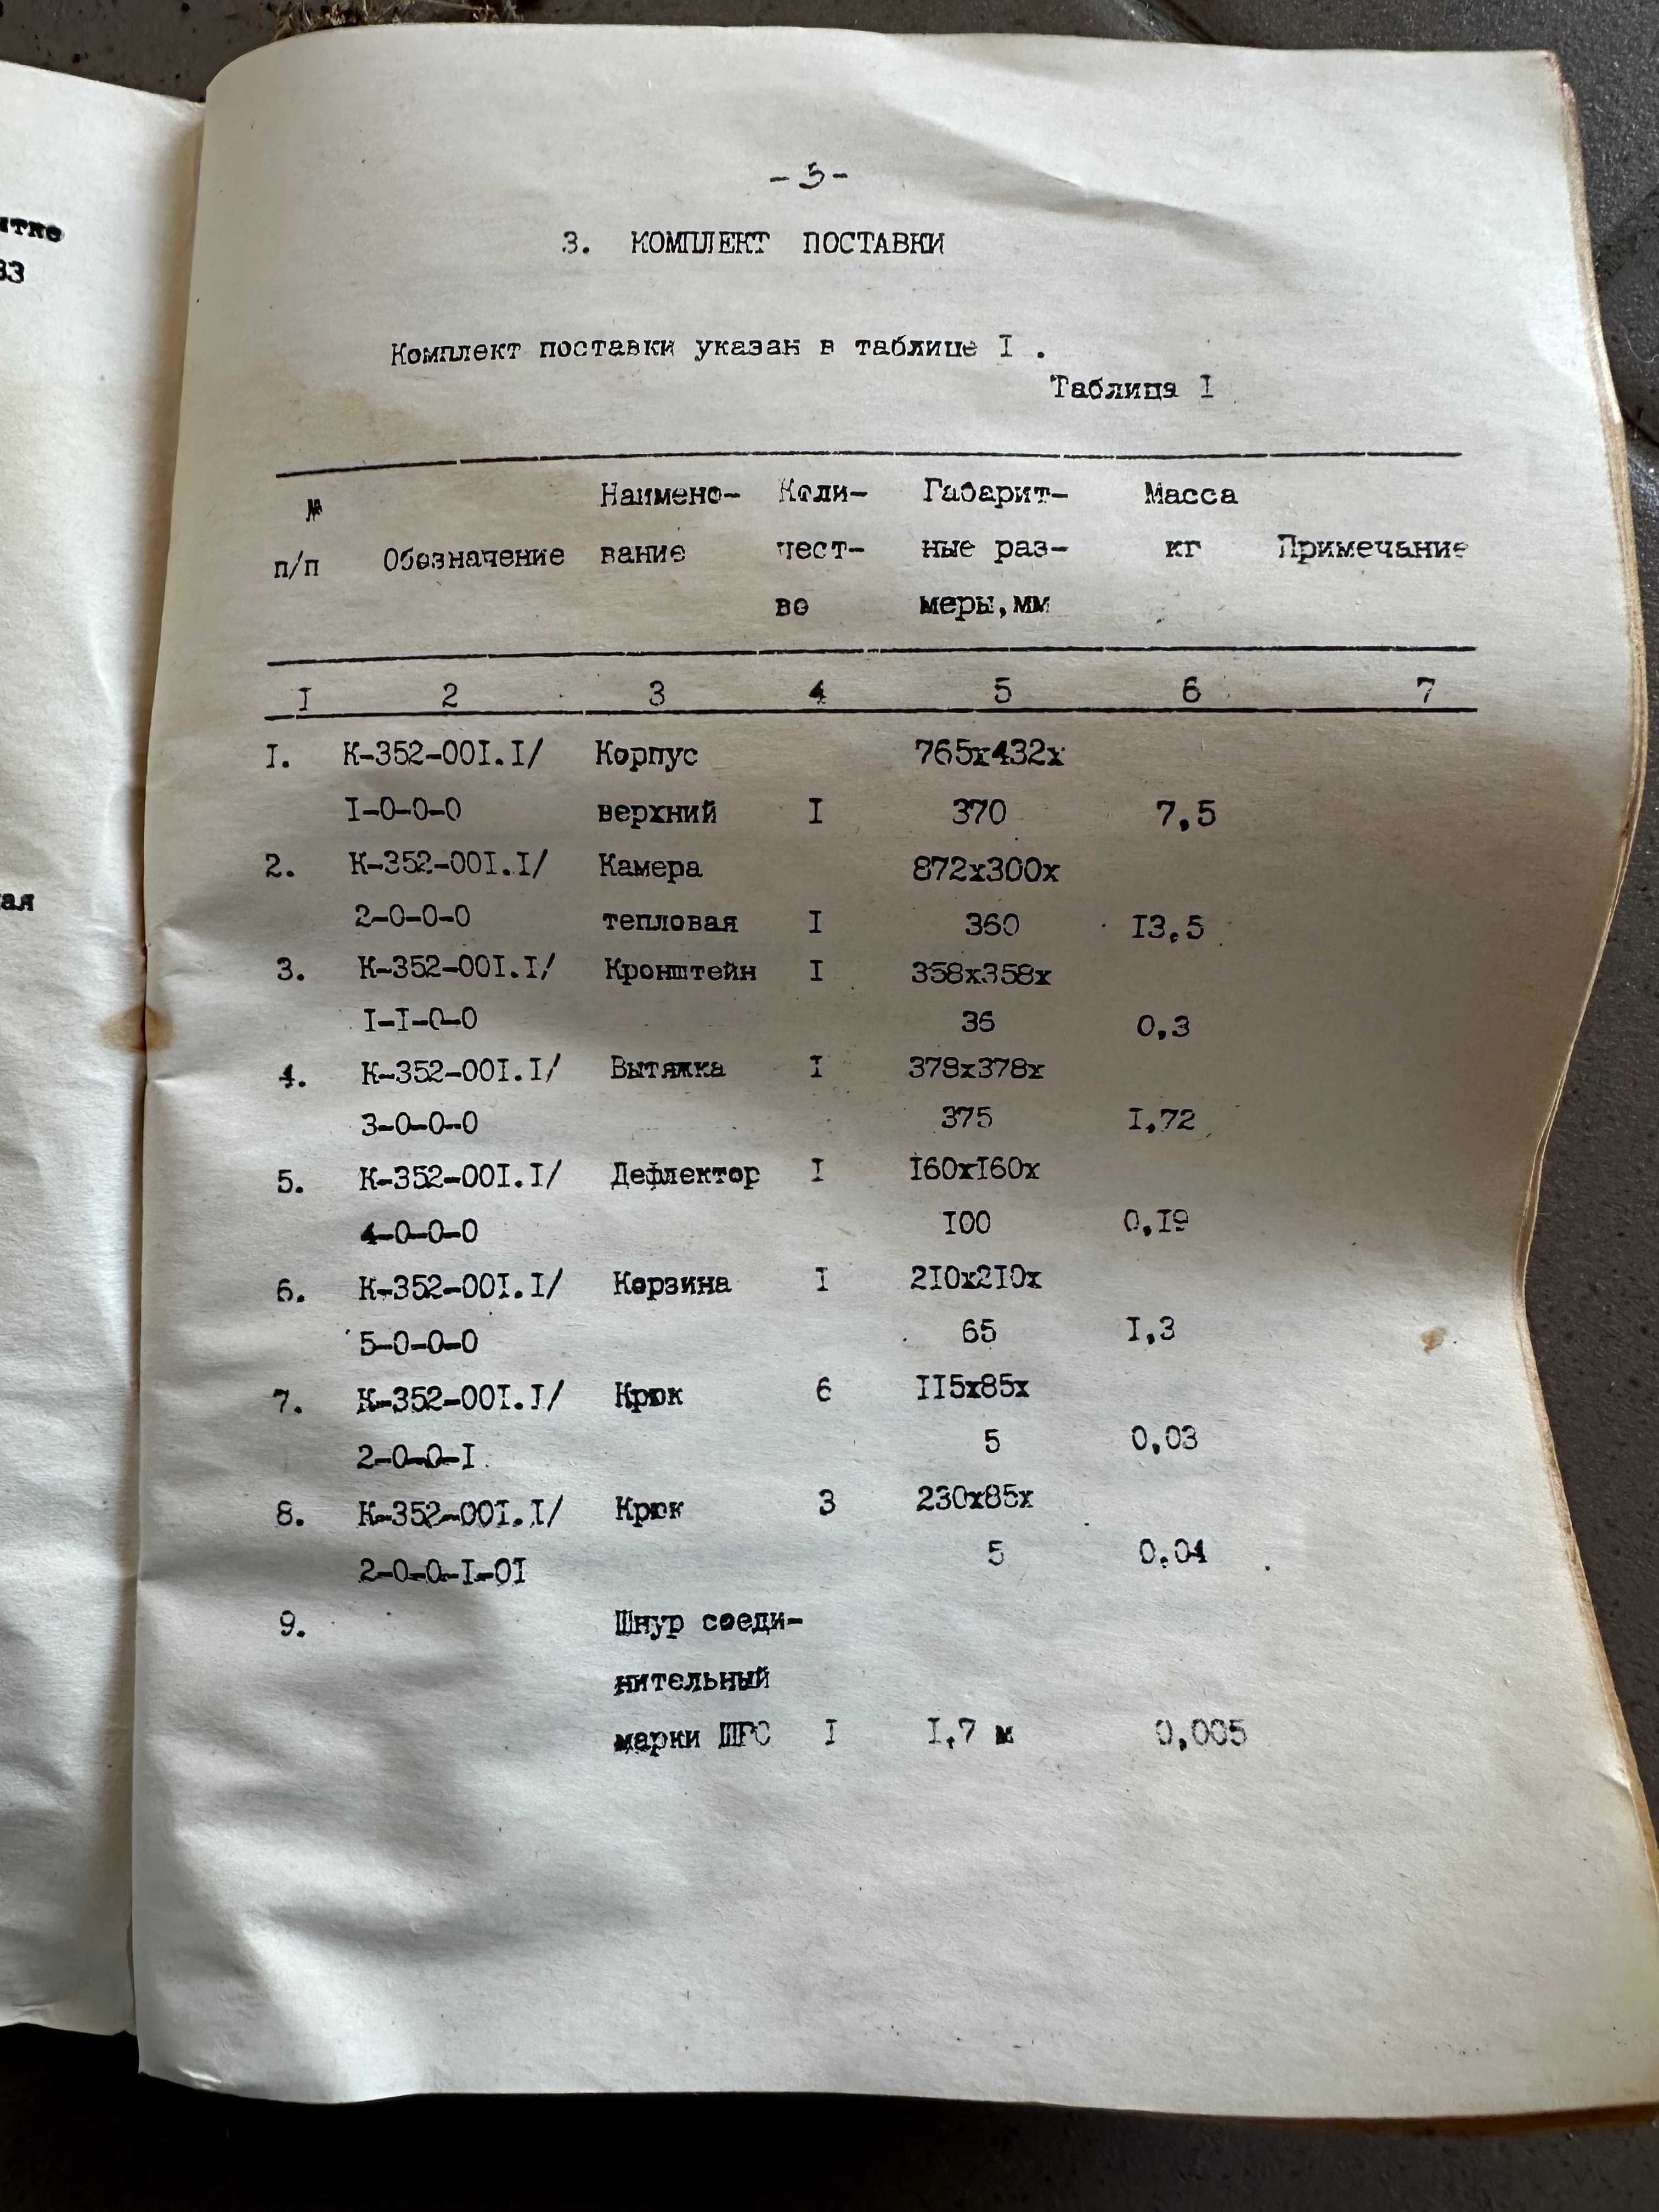 - 5 -
3. КОМПЛЕКТ ПОСТАВКИ
Комплект поставки указан в таблице I .
Таблица I
№ Наимено- Коли- Габарит- Масса
п/п Обозначение вание чест- ные раз- кг Примечание
во меры,мм
I 2 3 4 5 6 7
I. К-352-00I.I/ Корпус 765х432х
I-0-0-0 верхний I 370 7,5
2. К-352-00I.I/ Камера 872х300х
2-0-0-0 тепловая I 360 I3,5
3. К-352-00I.I/ Кронштейн I 358х358х
I-I-0-0 36 0,3
4. К-352-00I.I/ Вытяжка I 378х378х
3-0-0-0 375 I,72
5. К-352-00I.I/ Дефлектор I I60хI60х
4-0-0-0 I00 0,I9
6. К-352-00I.I/ Корзина I 2I0х2I0х
5-0-0-0 65 I,3
7. К-352-00I.I/ Крюк 6 II5х85х
2-0-0-I 5 0,03
8. К-352-00I.I/ Крюк 3 230х85х
2-0-0-I-0I 5 0,04
9. Шнур соеди-
нительный
марки ШРС I I,7 м 0,005